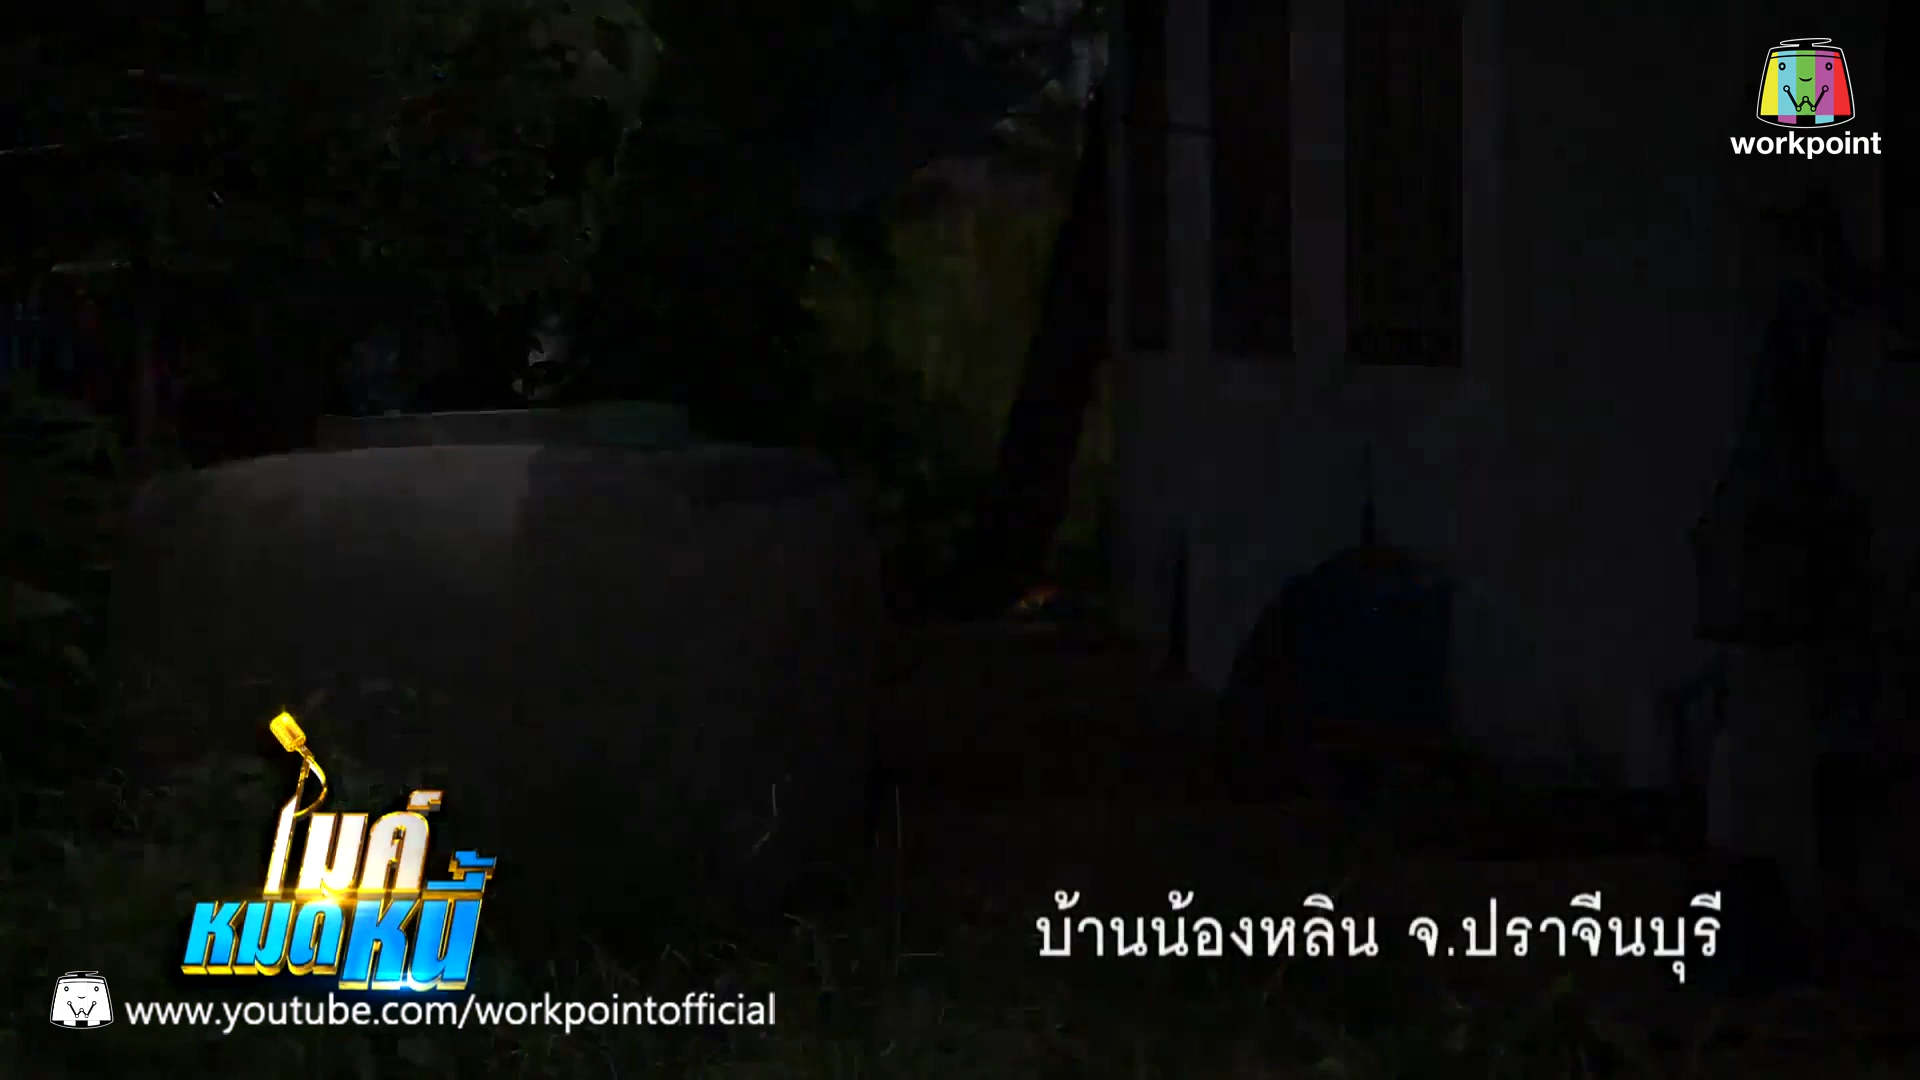 workpoint
ไมค์
หมดหนี้
บ้านน้องหลิน จ.ปราจีนบุรี
www.youtube.com/workpointofficial